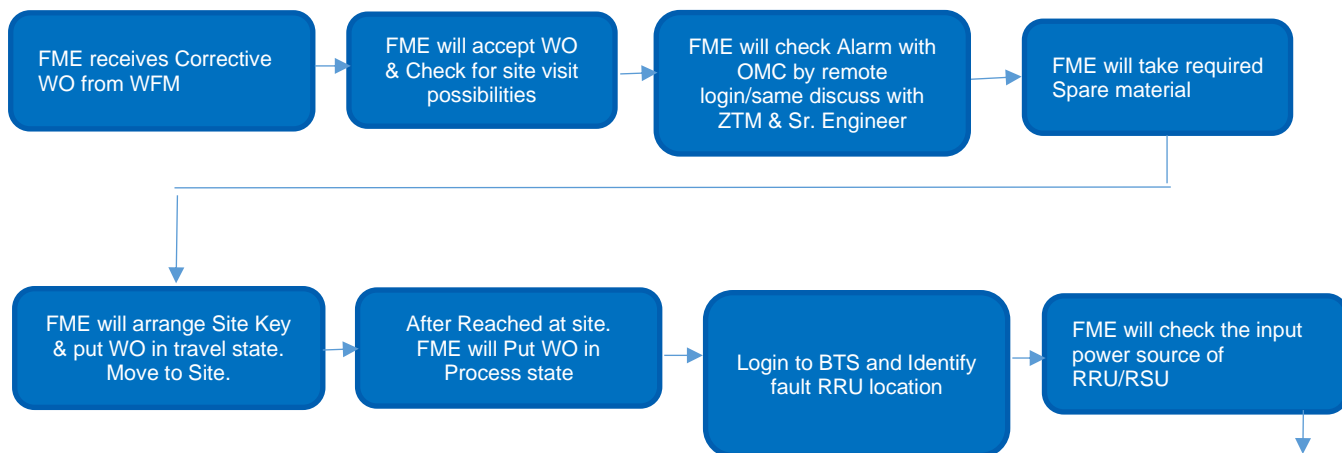 FME receives Corrective
WO from WFM
FME will accept WO
& Check for site visit
possibilities
FME will check Alarm with
OMC by remote
login/same discuss with
ZTM & Sr. Engineer
FME will take required
Spare material
FME will arrange Site Key
& put WO in travel state.
Move to Site.
After Reached at site.
FME will Put WO in
Process state
Login to BTS and Identify
fault RRU location
FME will check the input
power source of
RRU/RSU